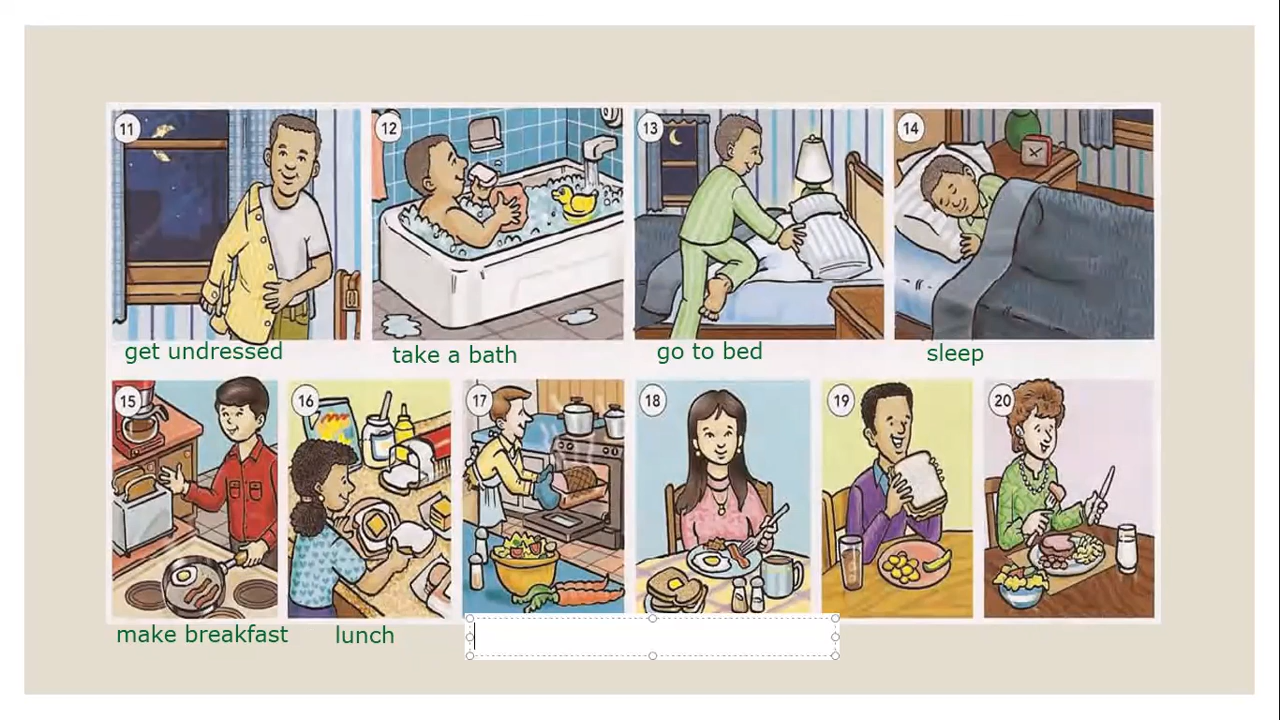 11
12
13
14
get undressed
take a bath
go to bed
sleep
15
16
17
18
19
20
make breakfast
lunch